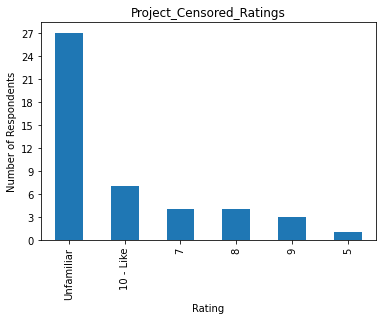 Project_Censored_Ratings
Number of Respondents
27
24
21
18
15
12
9
6
3
0
Unfamiliar
10 - Like
7
8
9
5
Rating